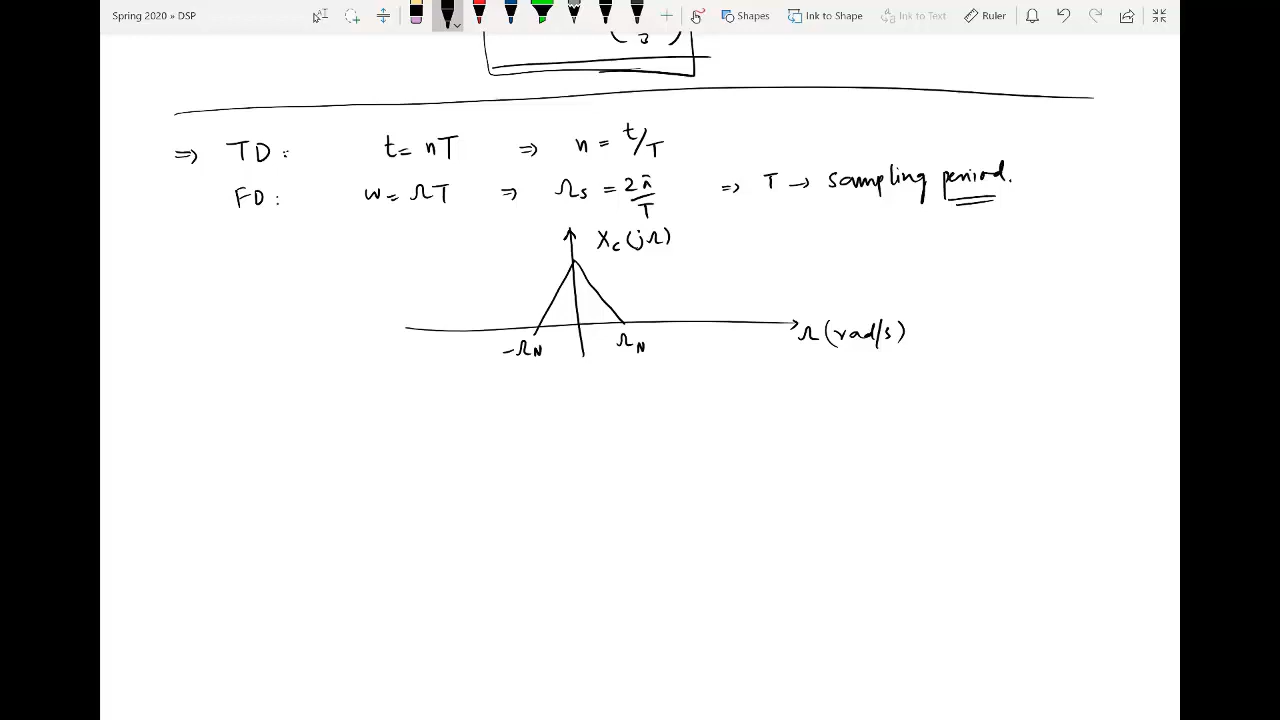 Spring 2020 » DSP
Shapes Ink to Shape Ink to Text Ruler
( 3 )
⇒ TD: t = nT ⇒ n = t/T
FD: ω = ΩT ⇒ Ωs = 2π/T ⇒ T → sampling period.
Xc(jΩ)
-ΩN ΩN Ω(rad/s)